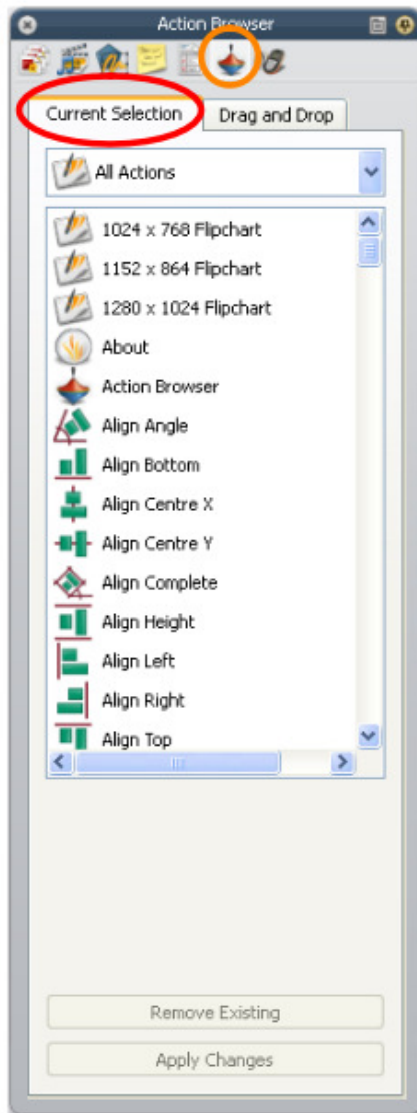 Action Browser
Current Selection
Drag and Drop
All Actions
1024 x 768 Flipchart
1152 x 864 Flipchart
1280 x 1024 Flipchart
About
Action Browser
Align Angle
Align Bottom
Align Centre X
Align Centre Y
Align Complete
Align Height
Align Left
Align Right
Align Top
Remove Existing
Apply Changes